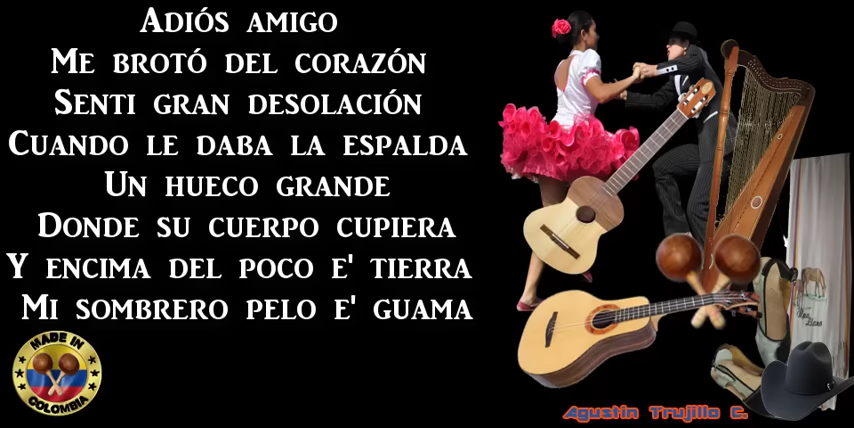 Adiós amigo
Me brotó del corazón
Senti gran desolación
Cuando le daba la espalda
Un hueco grande
Donde su cuerpo cupiera
Y encima del poco e' tierra
Mi sombrero pelo e' guama
MADE IN
COLOMBIA
Agustin Trujillo C.